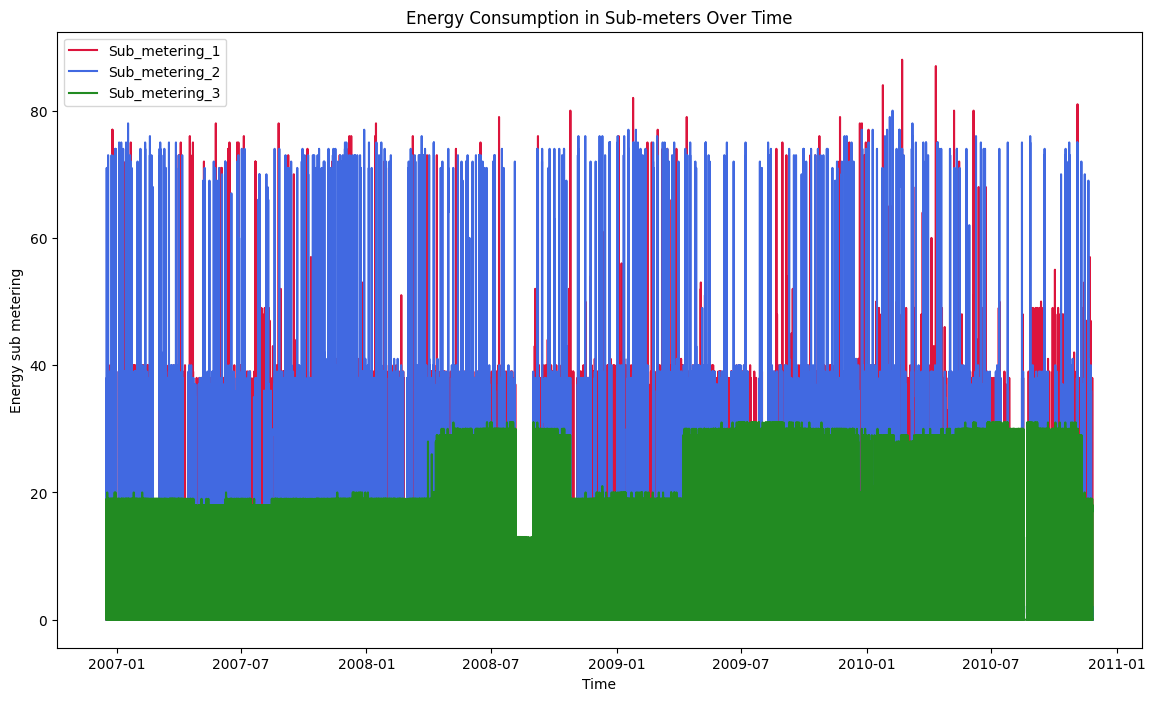 Energy Consumption in Sub-meters Over Time
Sub_metering_1
Sub_metering_2
Sub_metering_3
Energy sub metering
80
60
40
20
0
2007-01 2007-07 2008-01 2008-07 2009-01 2009-07 2010-01 2010-07 2011-01
Time